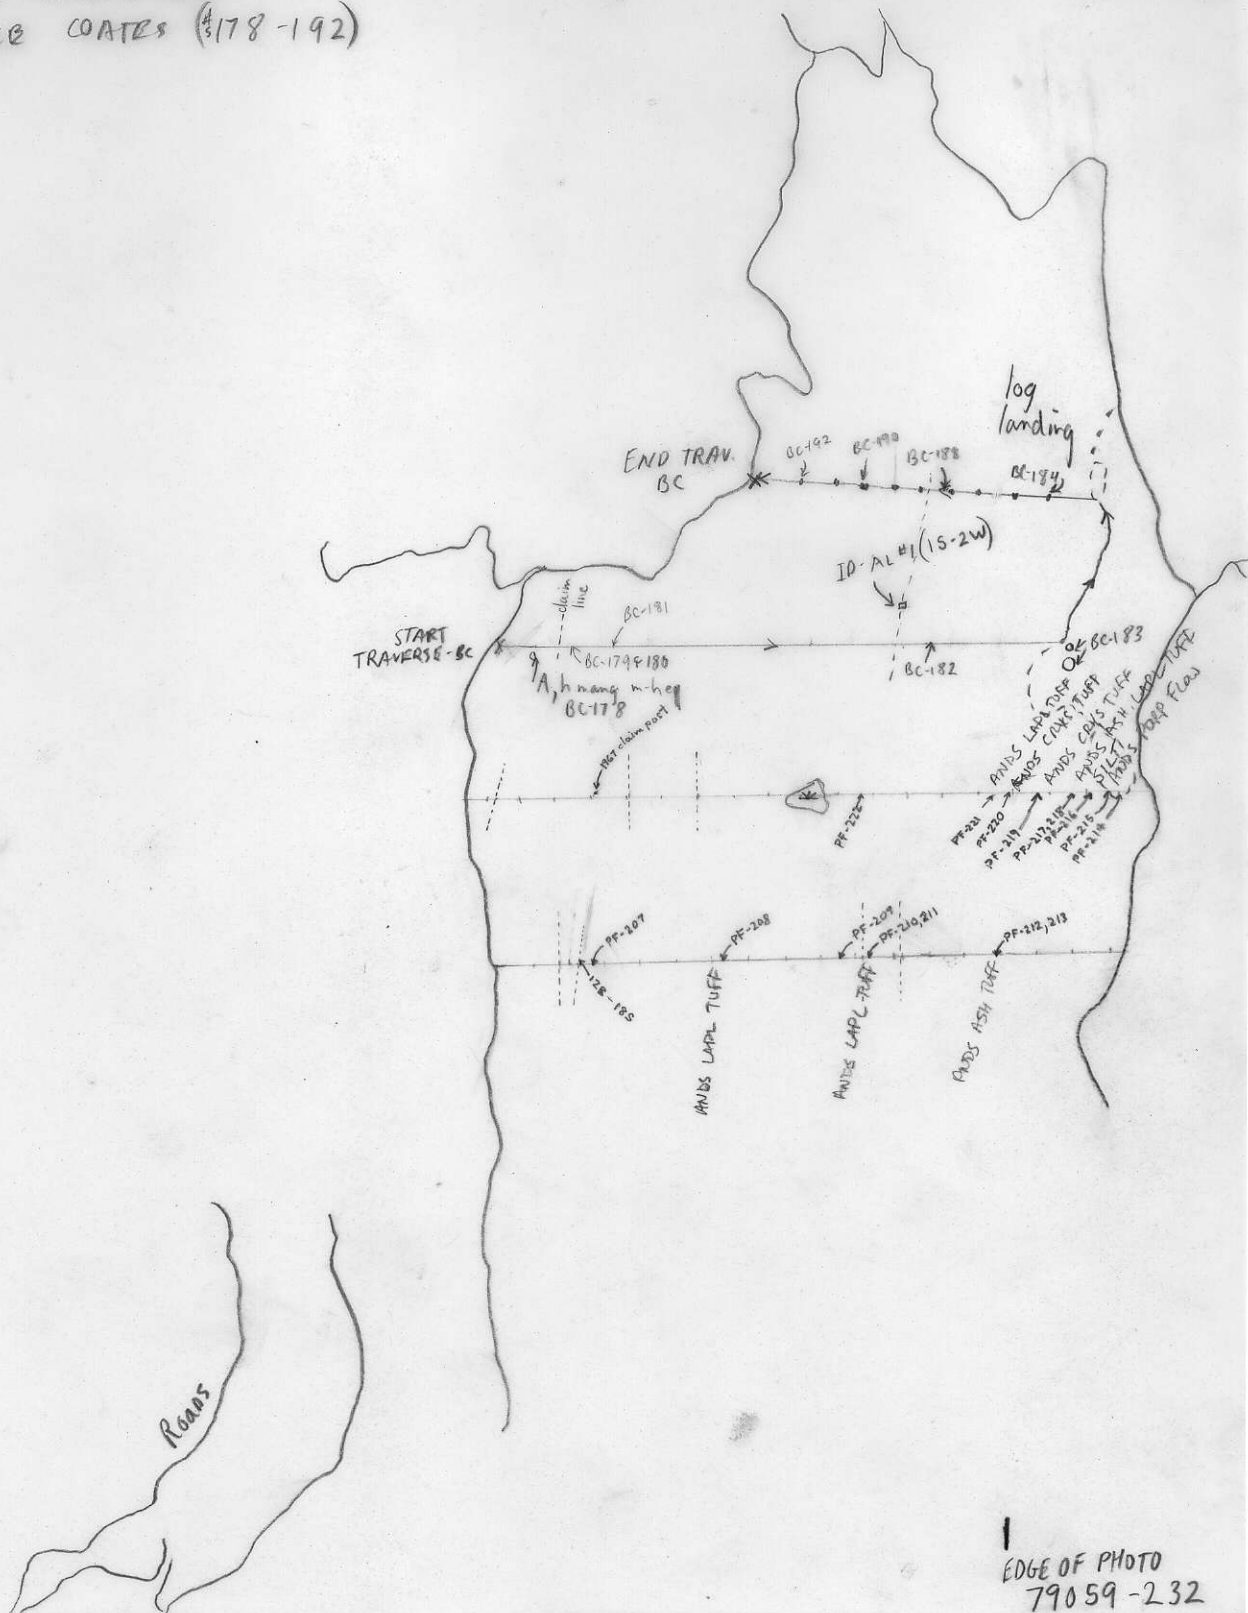 COATES (#s 178-192)
log
landing
END TRAV.
BC
BC-192
BC-190
BC-188
BC-184
ID-AL #1 (15-2W)
claim
line
BC-181
START
TRAVERSE-BC
BC-179&180
BC-182
BC-183
A, h mang m-hep
BC-178
1967 claim post
ANDS LAPL TUFF
ANDS CRYS TUFF
ANDS CRYS TUFF
ANDS ASH, LAPL-TUFF
SILT
ANDS PORP FLOW
PF-222
PF-221
PF-220
PF-219
PF-217,218
PF-216
PF-215
PF-214
PF-207
PF-208
PF-209
PF-210,211
PF-212,213
ANDS LAPL TUFF
ANDS LAPL-TUFF
ANDS ASH TUFF
Roads
EDGE OF PHOTO
79059-232